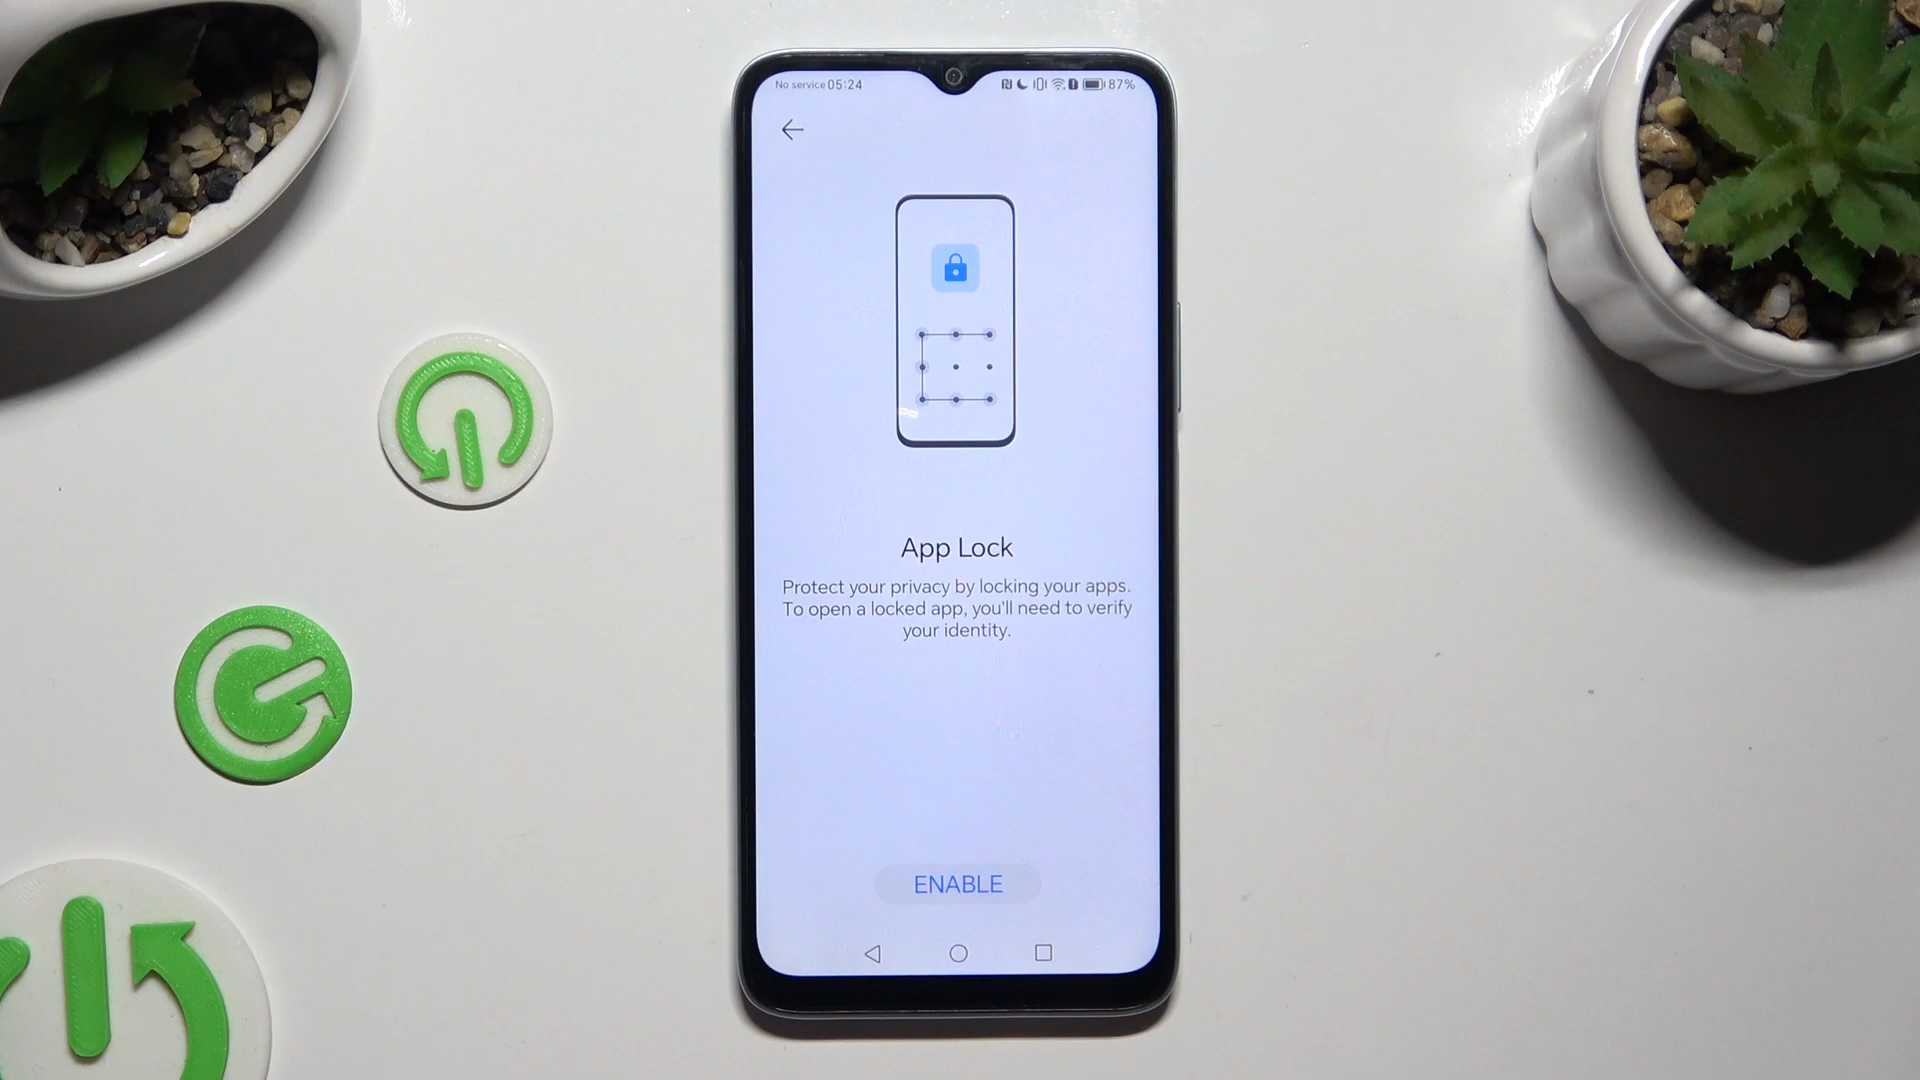 No service 05:24
87%
App Lock
Protect your privacy by locking your apps.
To open a locked app, you'll need to verify
your identity.
ENABLE